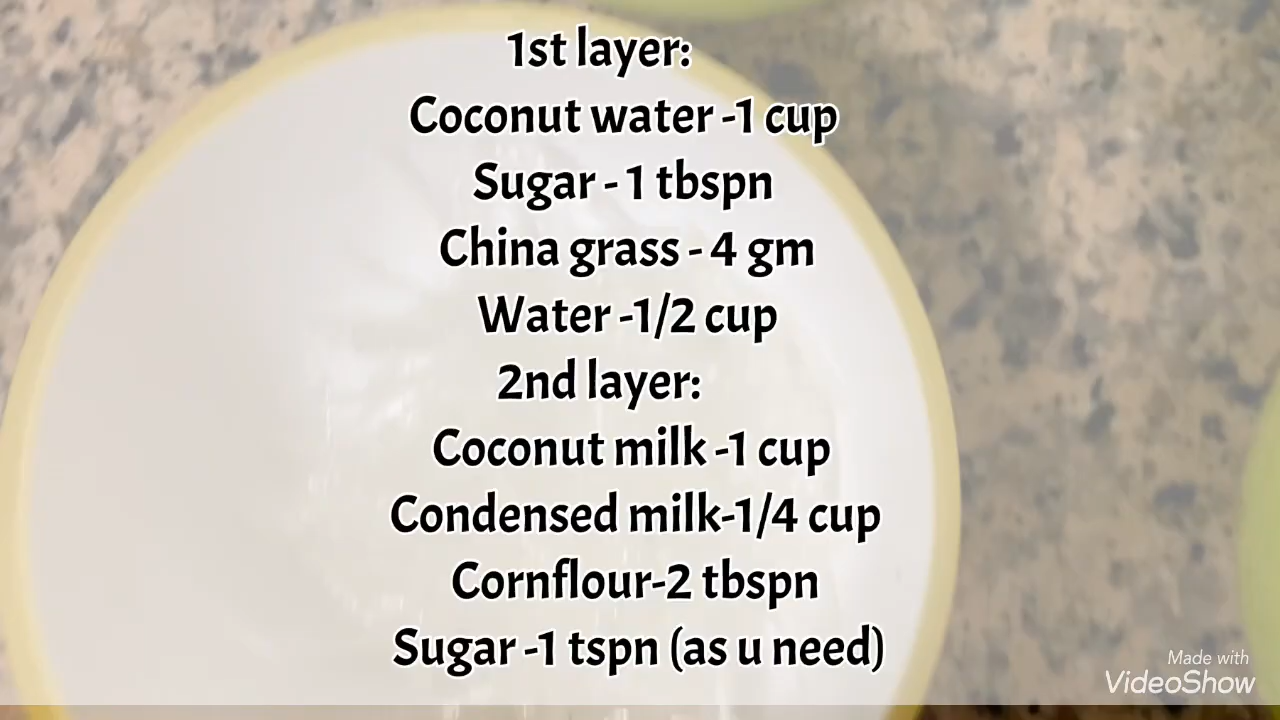 1st layer:
Coconut water -1 cup
Sugar - 1 tbspn
China grass - 4 gm
Water -1/2 cup
2nd layer:
Coconut milk -1 cup
Condensed milk-1/4 cup
Cornflour-2 tbspn
Sugar -1 tspn (as u need)
Made with
VideoShow